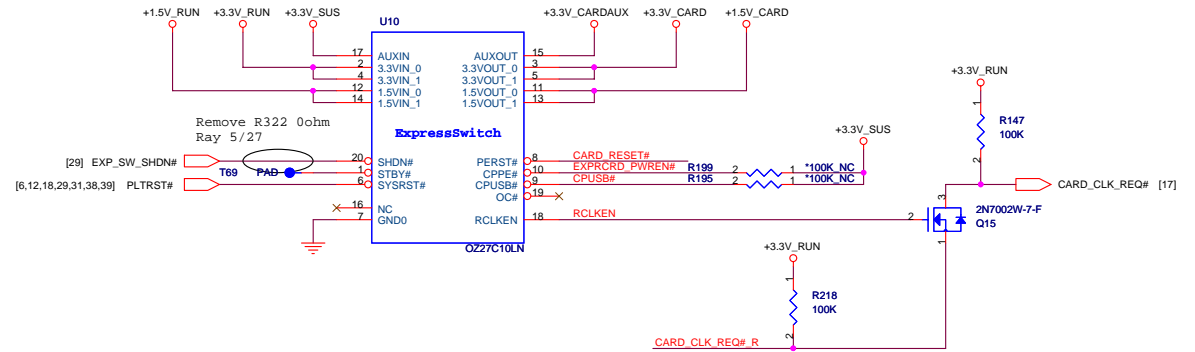 +1.5V_RUN +3.3V_RUN +3.3V_SUS
U10
+3.3V_CARDAUX +3.3V_CARD +1.5V_CARD
17 AUXIN AUXOUT 15
2 3.3VIN_0 3.3VOUT_0 3
4 3.3VIN_1 3.3VOUT_1 5
12 1.5VIN_0 1.5VOUT_0 11
14 1.5VIN_1 1.5VOUT_1 13
+3.3V_RUN
1
R147
100K
2
Remove R322 0ohm
Ray 5/27
ExpressSwitch
+3.3V_SUS
[29] EXP_SW_SHDN# 20 SHDN# PERST# 8 CARD_RESET#
T69 PAD 1 STBY# CPPE# 10 EXPRCRD_PWREN# R199 2 1 *100K_NC
[6,12,18,29,31,38,39] PLTRST# 6 SYSRST# CPUSB# 9 CPUSB# R195 2 1 *100K_NC
OC# 19
CARD_CLK_REQ# [17]
16 NC
7 GND0 RCLKEN 18 RCLKEN 2
3
2N7002W-7-F
Q15
1
OZ27C10LN
+3.3V_RUN
1
R218
100K
2
CARD_CLK_REQ#_R